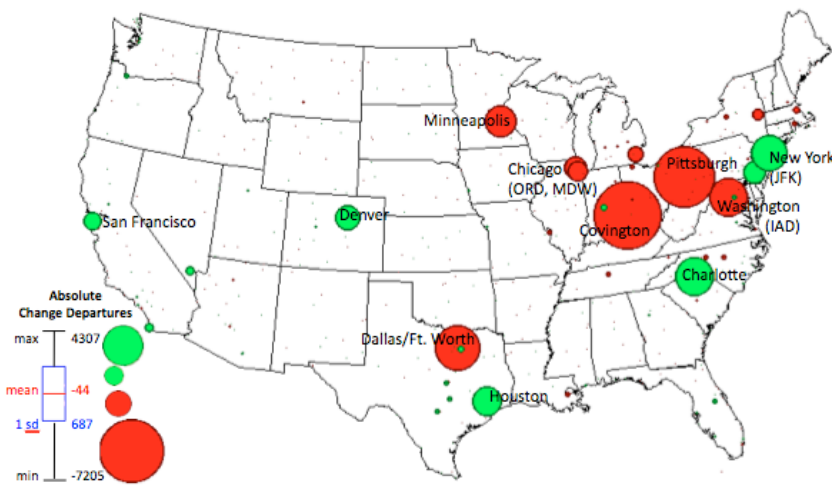 Minneapolis
Chicago
(ORD, MDW)
Pittsburgh
New York
(JFK)
Washington
(IAD)
Covington
San Francisco
Denver
Charlotte
Dallas/Ft. Worth
Houston
Absolute
Change Departures
max 4307
mean -44
1 sd 687
min -7205